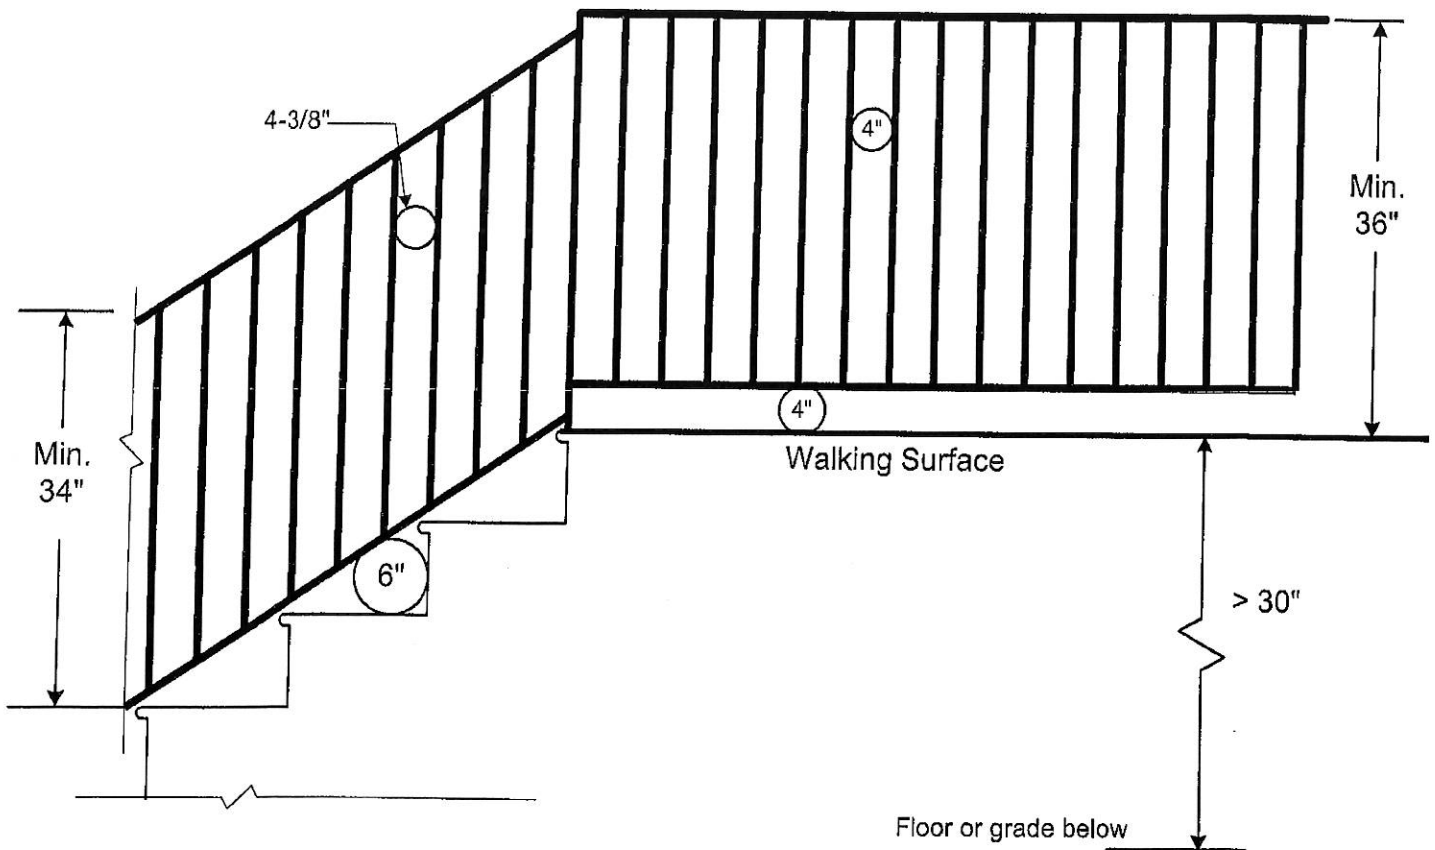 4-3/8"
4"
Min.
36"
4"
Min.
34"
Walking Surface
6"
> 30"
Floor or grade below